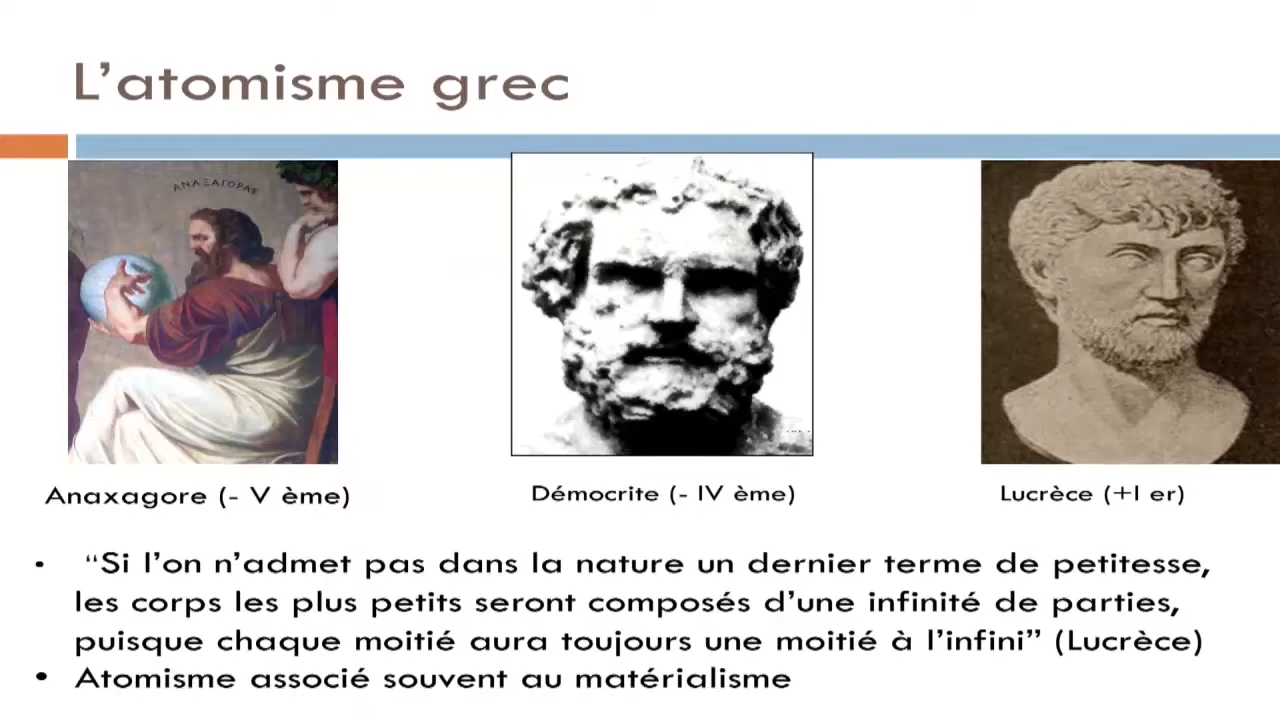 L’atomisme grec
ΑΝΑΞΑΓΟΡΑΣ
Anaxagore (- V ème)
Démocrite (- IV ème)
Lucrèce (+I er)
• “Si l’on n’admet pas dans la nature un dernier terme de petitesse,
les corps les plus petits seront composés d’une infinité de parties,
puisque chaque moitié aura toujours une moitié à l’infini” (Lucrèce)
• Atomisme associé souvent au matérialisme